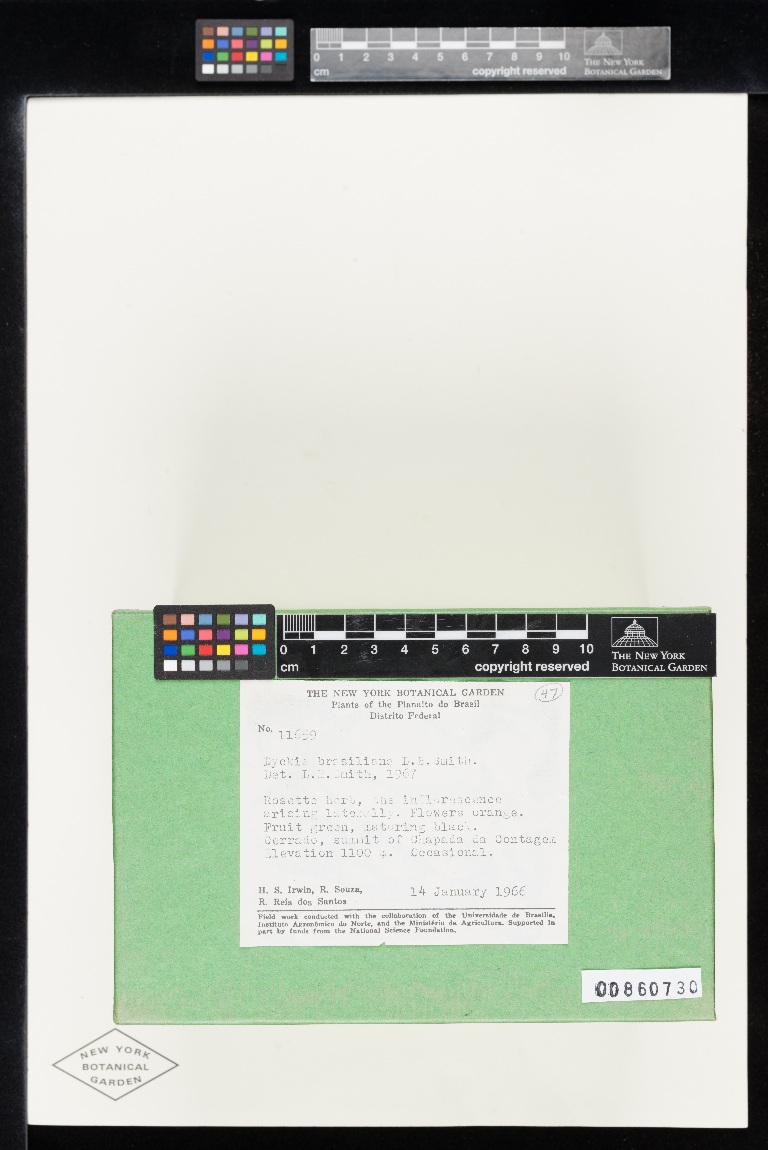 0 1 2 3 4 5 6 7 8 9 10
cm copyright reserved
THE NEW YORK
BOTANICAL GARDEN
0 1 2 3 4 5 6 7 8 9 10
cm copyright reserved
THE NEW YORK
BOTANICAL GARDEN
THE NEW YORK BOTANICAL GARDEN
47
Plants of the Planalto do Brasil
Distrito Federal
No. 11659
Dyckia brasiliana L.B. Smith.
Det. L.B. Smith, 1967
Rosette herb, the inflorescence
arising laterally. Flowers orange.
Fruit green, maturing black.
Cerrado, summit of Chapada da Contagem
Elevation 1100 m. Occasional.
H. S. Irwin, R. Souza,
R. Reis dos Santos
14 January 1966
Field work conducted with the collaboration of the Universidade de Brasília,
Instituto Agronômico do Norte, and the Ministério da Agricultura. Supported in
part by funds from the National Science Foundation.
00860730
NEW YORK
BOTANICAL
GARDEN